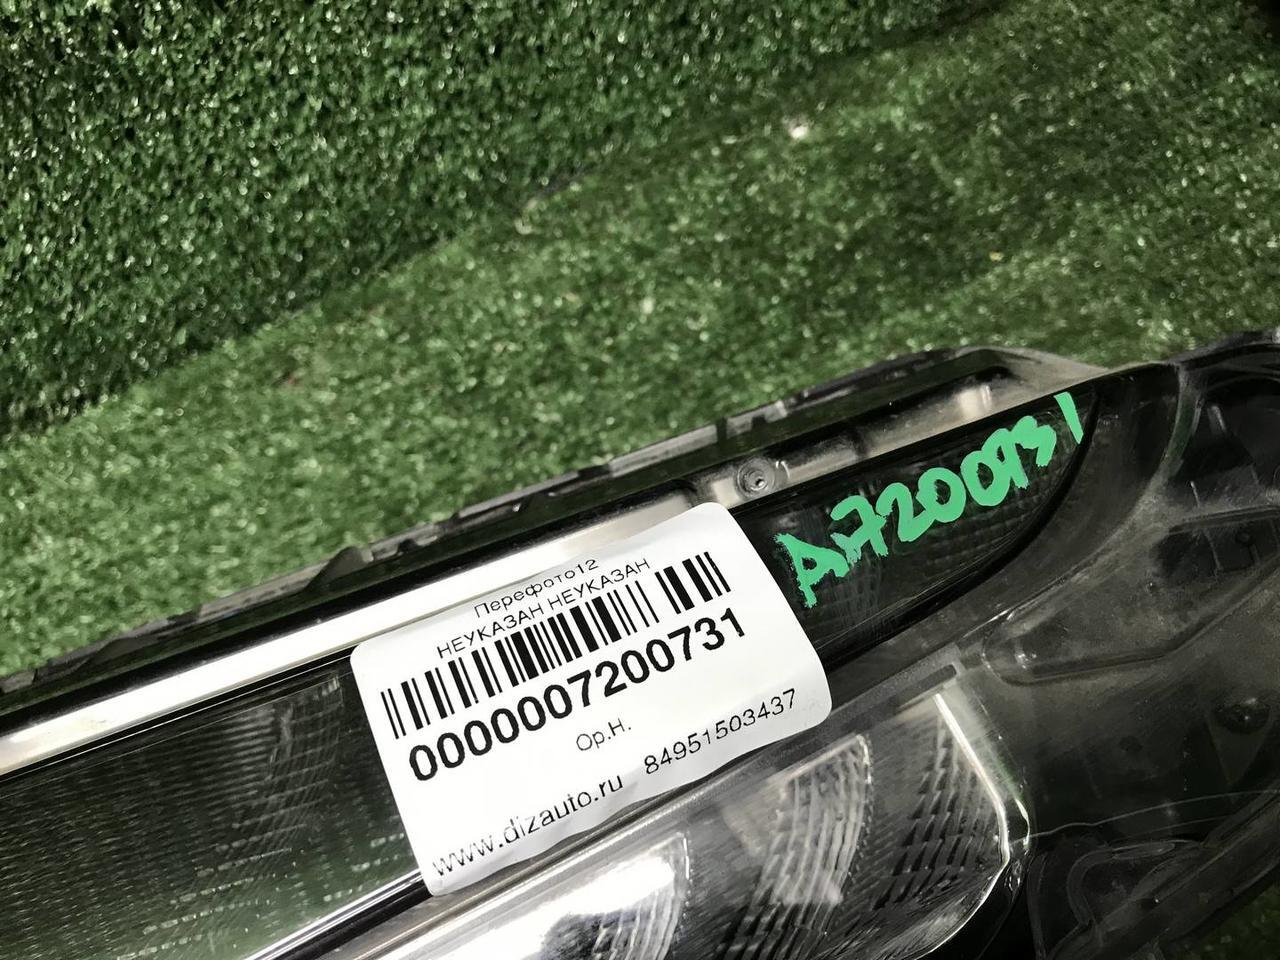 Перефото12
НЕУКАЗАН НЕУКАЗАН
0000007200731
Ор.Н.
www.dizauto.ru 84951503437
A7200731